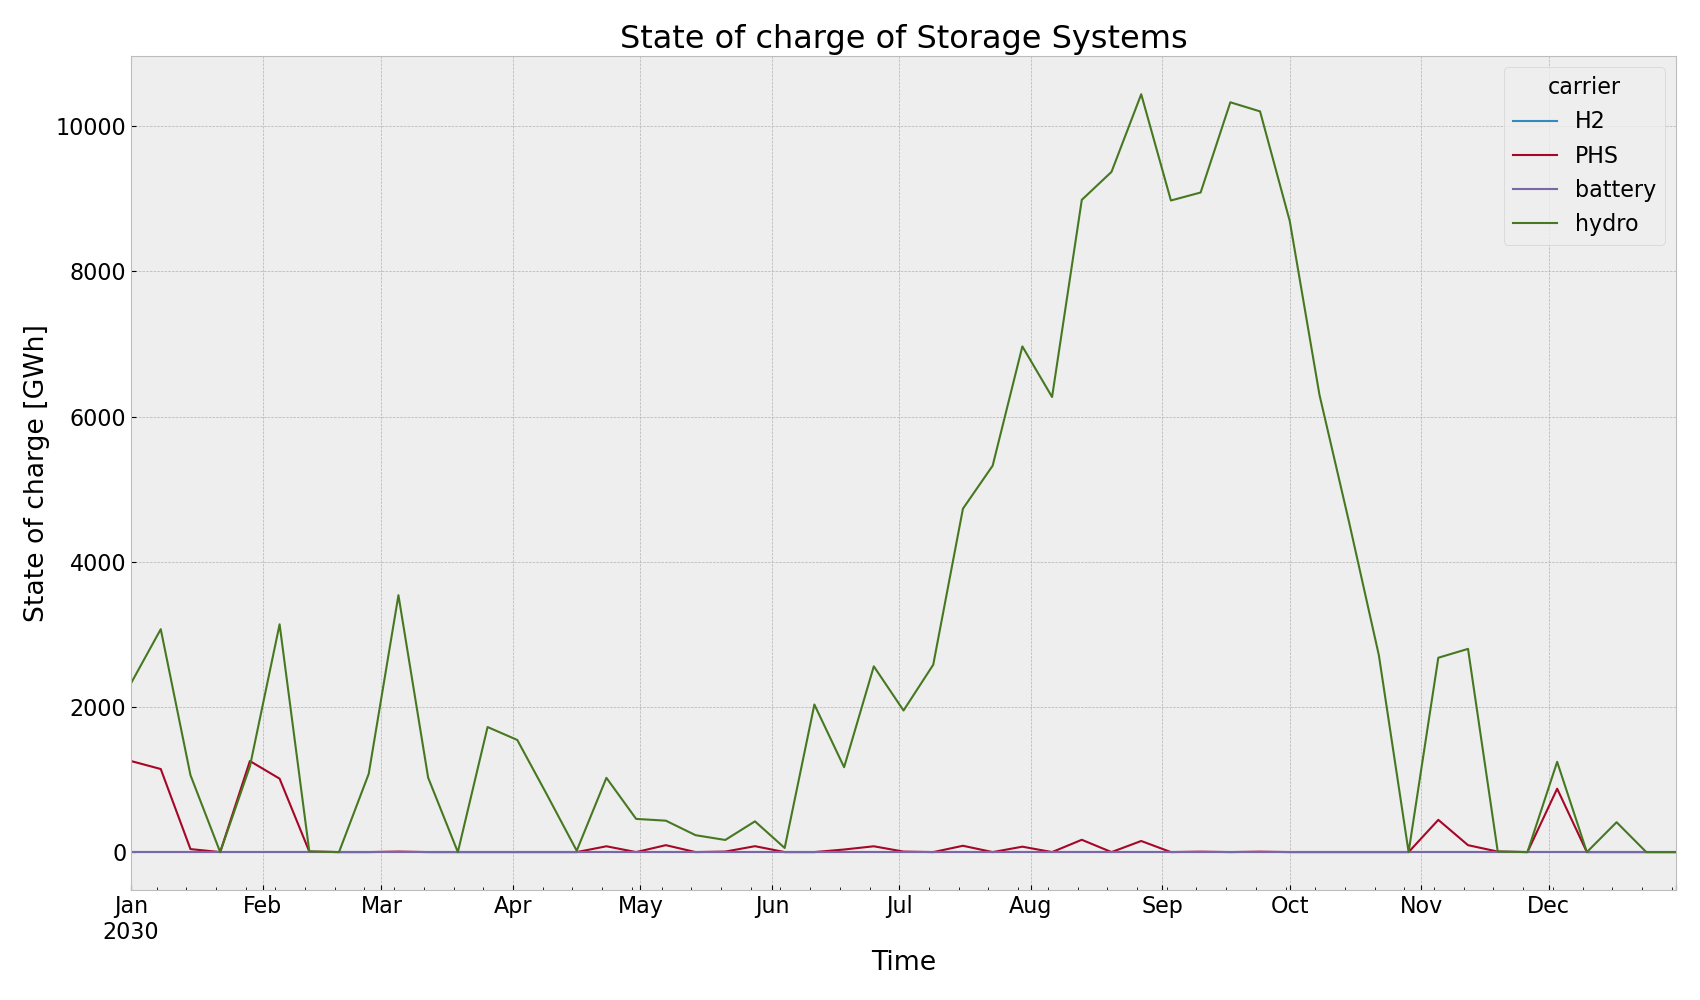 State of charge of Storage Systems
State of charge [GWh]
10000
8000
6000
4000
2000
0
carrier
H2
PHS
battery
hydro
Jan Feb Mar Apr May Jun Jul Aug Sep Oct Nov Dec
2030
Time